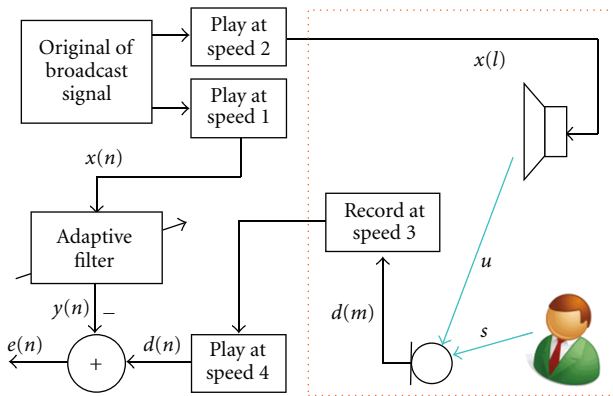 Original of
broadcast
signal
Play at
speed 2
Play at
speed 1
x(l)
x(n)
Adaptive
filter
Record at
speed 3
u
d(m)
s
y(n)
−
e(n)
+
d(n)
Play at
speed 4